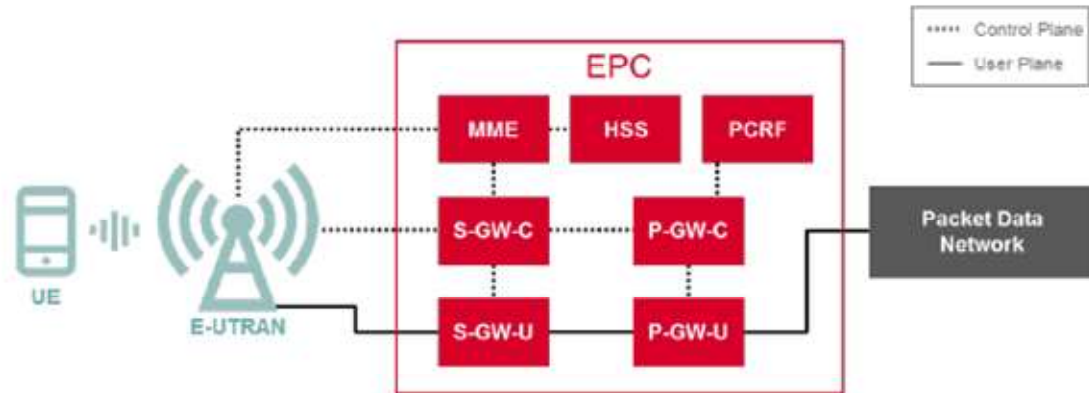 Control Plane
User Plane
EPC
MME
HSS
PCRF
S-GW-C
P-GW-C
Packet Data
Network
UE
E-UTRAN
S-GW-U
P-GW-U